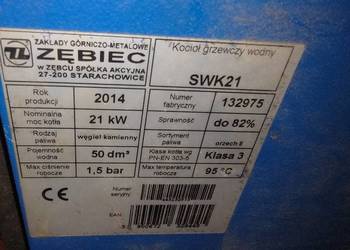 ZAKŁADY GÓRNICZO-METALOWE
ZĘBIEC
W ZĘBCU SPÓŁKA AKCYJNA
27-200 STARACHOWICE
Kocioł grzewczy wodny
SWK21
Rok produkcji 2014 Numer fabryczny 132975
Nominalna moc kotła 21 kW Sprawność do 82%
Rodzaj paliwa węgiel kamienny Sortyment paliwa orzech II
Pojemność wodna 50 dm³ Klasa kotła wg PN-EN 303-5 Klasa 3
Max ciśnienie robocze 1,5 bar Max temperatura robocza 95 °C
CE
Numer seryjny
EAN